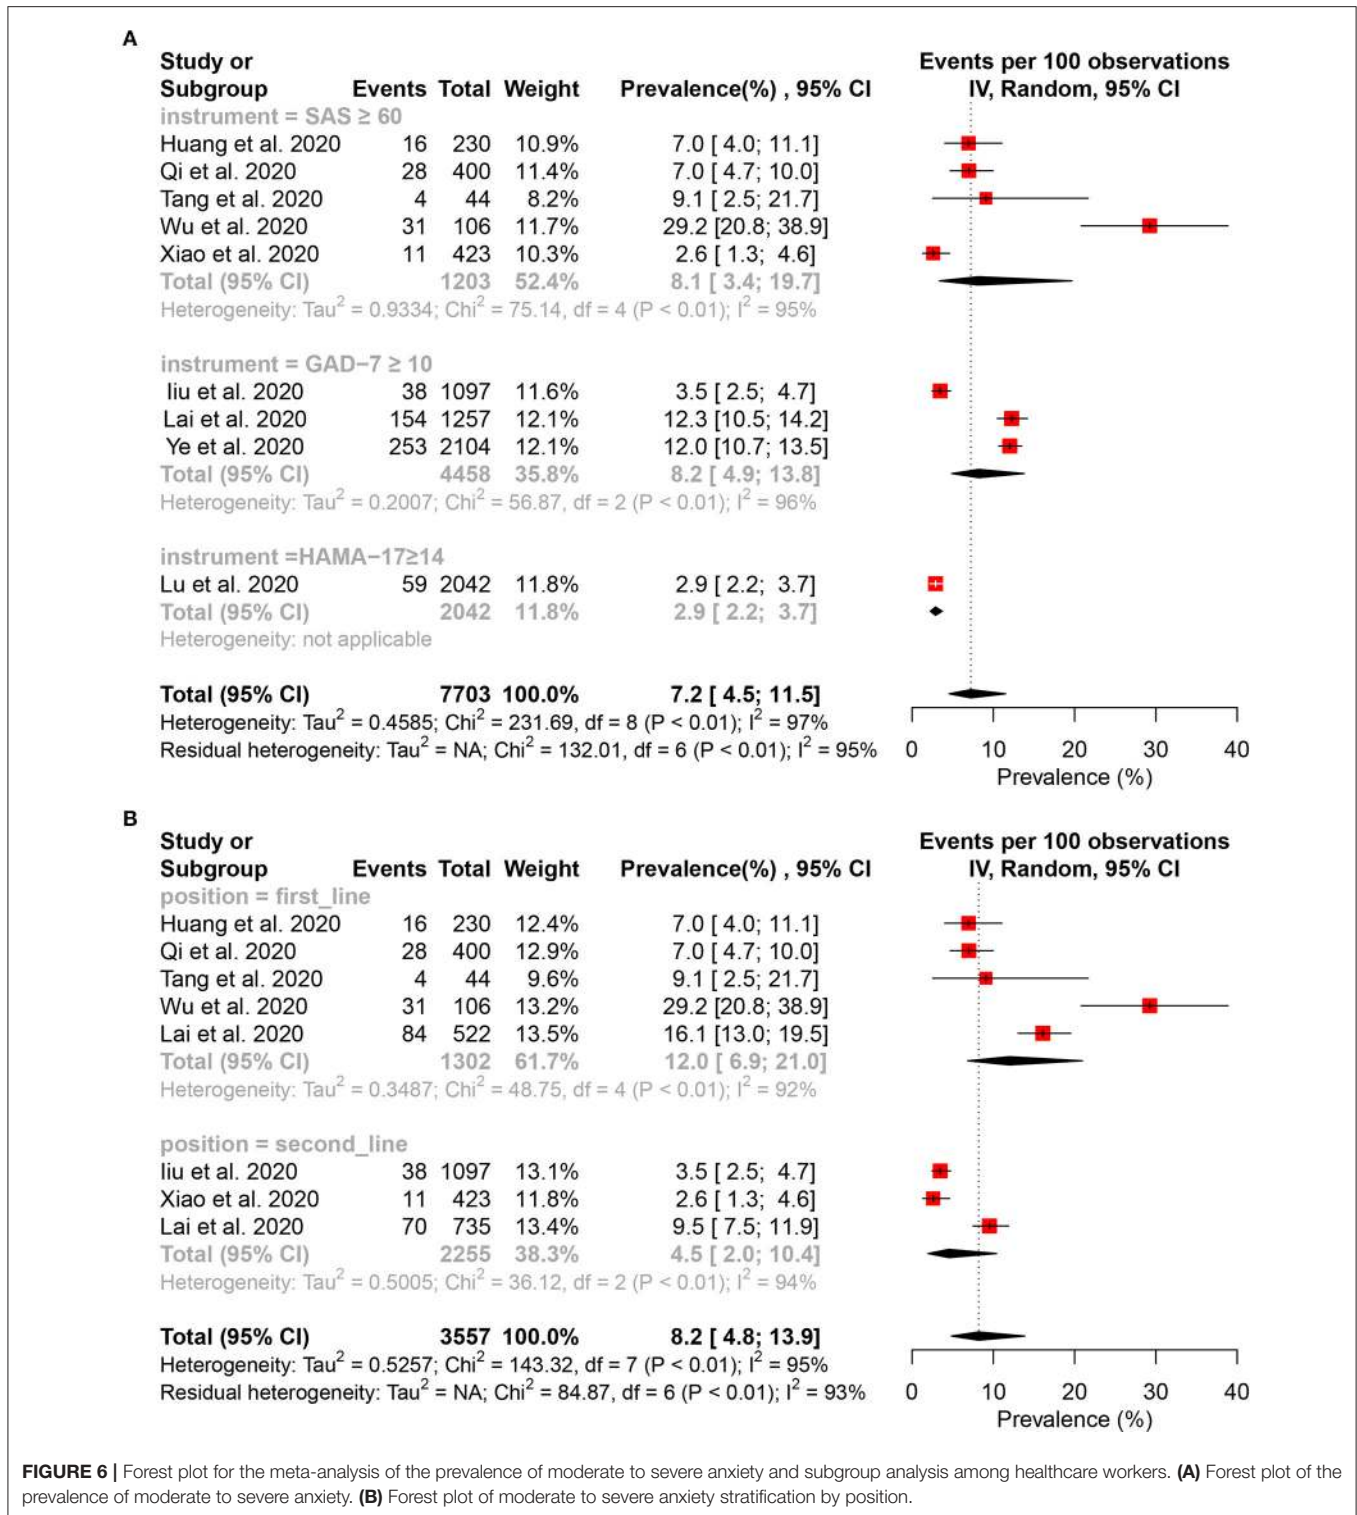 A
Study or
Subgroup Events Total Weight Prevalence(%) , 95% CI
Events per 100 observations
IV, Random, 95% CI
instrument = SAS ≥ 60
Huang et al. 2020 16 230 10.9% 7.0 [ 4.0; 11.1]
Qi et al. 2020 28 400 11.4% 7.0 [ 4.7; 10.0]
Tang et al. 2020 4 44 8.2% 9.1 [ 2.5; 21.7]
Wu et al. 2020 31 106 11.7% 29.2 [20.8; 38.9]
Xiao et al. 2020 11 423 10.3% 2.6 [ 1.3; 4.6]
Total (95% CI) 1203 52.4% 8.1 [ 3.4; 19.7]
Heterogeneity: Tau² = 0.9334; Chi² = 75.14, df = 4 (P < 0.01); I² = 95%
instrument = GAD−7 ≥ 10
liu et al. 2020 38 1097 11.6% 3.5 [ 2.5; 4.7]
Lai et al. 2020 154 1257 12.1% 12.3 [10.5; 14.2]
Ye et al. 2020 253 2104 12.1% 12.0 [10.7; 13.5]
Total (95% CI) 4458 35.8% 8.2 [ 4.9; 13.8]
Heterogeneity: Tau² = 0.2007; Chi² = 56.87, df = 2 (P < 0.01); I² = 96%
instrument =HAMA−17≥14
Lu et al. 2020 59 2042 11.8% 2.9 [ 2.2; 3.7]
Total (95% CI) 2042 11.8% 2.9 [ 2.2; 3.7]
Heterogeneity: not applicable
Total (95% CI) 7703 100.0% 7.2 [ 4.5; 11.5]
Heterogeneity: Tau² = 0.4585; Chi² = 231.69, df = 8 (P < 0.01); I² = 97%
Residual heterogeneity: Tau² = NA; Chi² = 132.01, df = 6 (P < 0.01); I² = 95%
0 10 20 30 40
Prevalence (%)
B
Study or
Subgroup Events Total Weight Prevalence(%) , 95% CI
Events per 100 observations
IV, Random, 95% CI
position = first_line
Huang et al. 2020 16 230 12.4% 7.0 [ 4.0; 11.1]
Qi et al. 2020 28 400 12.9% 7.0 [ 4.7; 10.0]
Tang et al. 2020 4 44 9.6% 9.1 [ 2.5; 21.7]
Wu et al. 2020 31 106 13.2% 29.2 [20.8; 38.9]
Lai et al. 2020 84 522 13.5% 16.1 [13.0; 19.5]
Total (95% CI) 1302 61.7% 12.0 [ 6.9; 21.0]
Heterogeneity: Tau² = 0.3487; Chi² = 48.75, df = 4 (P < 0.01); I² = 92%
position = second_line
liu et al. 2020 38 1097 13.1% 3.5 [ 2.5; 4.7]
Xiao et al. 2020 11 423 11.8% 2.6 [ 1.3; 4.6]
Lai et al. 2020 70 735 13.4% 9.5 [ 7.5; 11.9]
Total (95% CI) 2255 38.3% 4.5 [ 2.0; 10.4]
Heterogeneity: Tau² = 0.5005; Chi² = 36.12, df = 2 (P < 0.01); I² = 94%
Total (95% CI) 3557 100.0% 8.2 [ 4.8; 13.9]
Heterogeneity: Tau² = 0.5257; Chi² = 143.32, df = 7 (P < 0.01); I² = 95%
Residual heterogeneity: Tau² = NA; Chi² = 84.87, df = 6 (P < 0.01); I² = 93%
0 10 20 30 40
Prevalence (%)
FIGURE 6 | Forest plot for the meta-analysis of the prevalence of moderate to severe anxiety and subgroup analysis among healthcare workers. (A) Forest plot of the
prevalence of moderate to severe anxiety. (B) Forest plot of moderate to severe anxiety stratification by position.